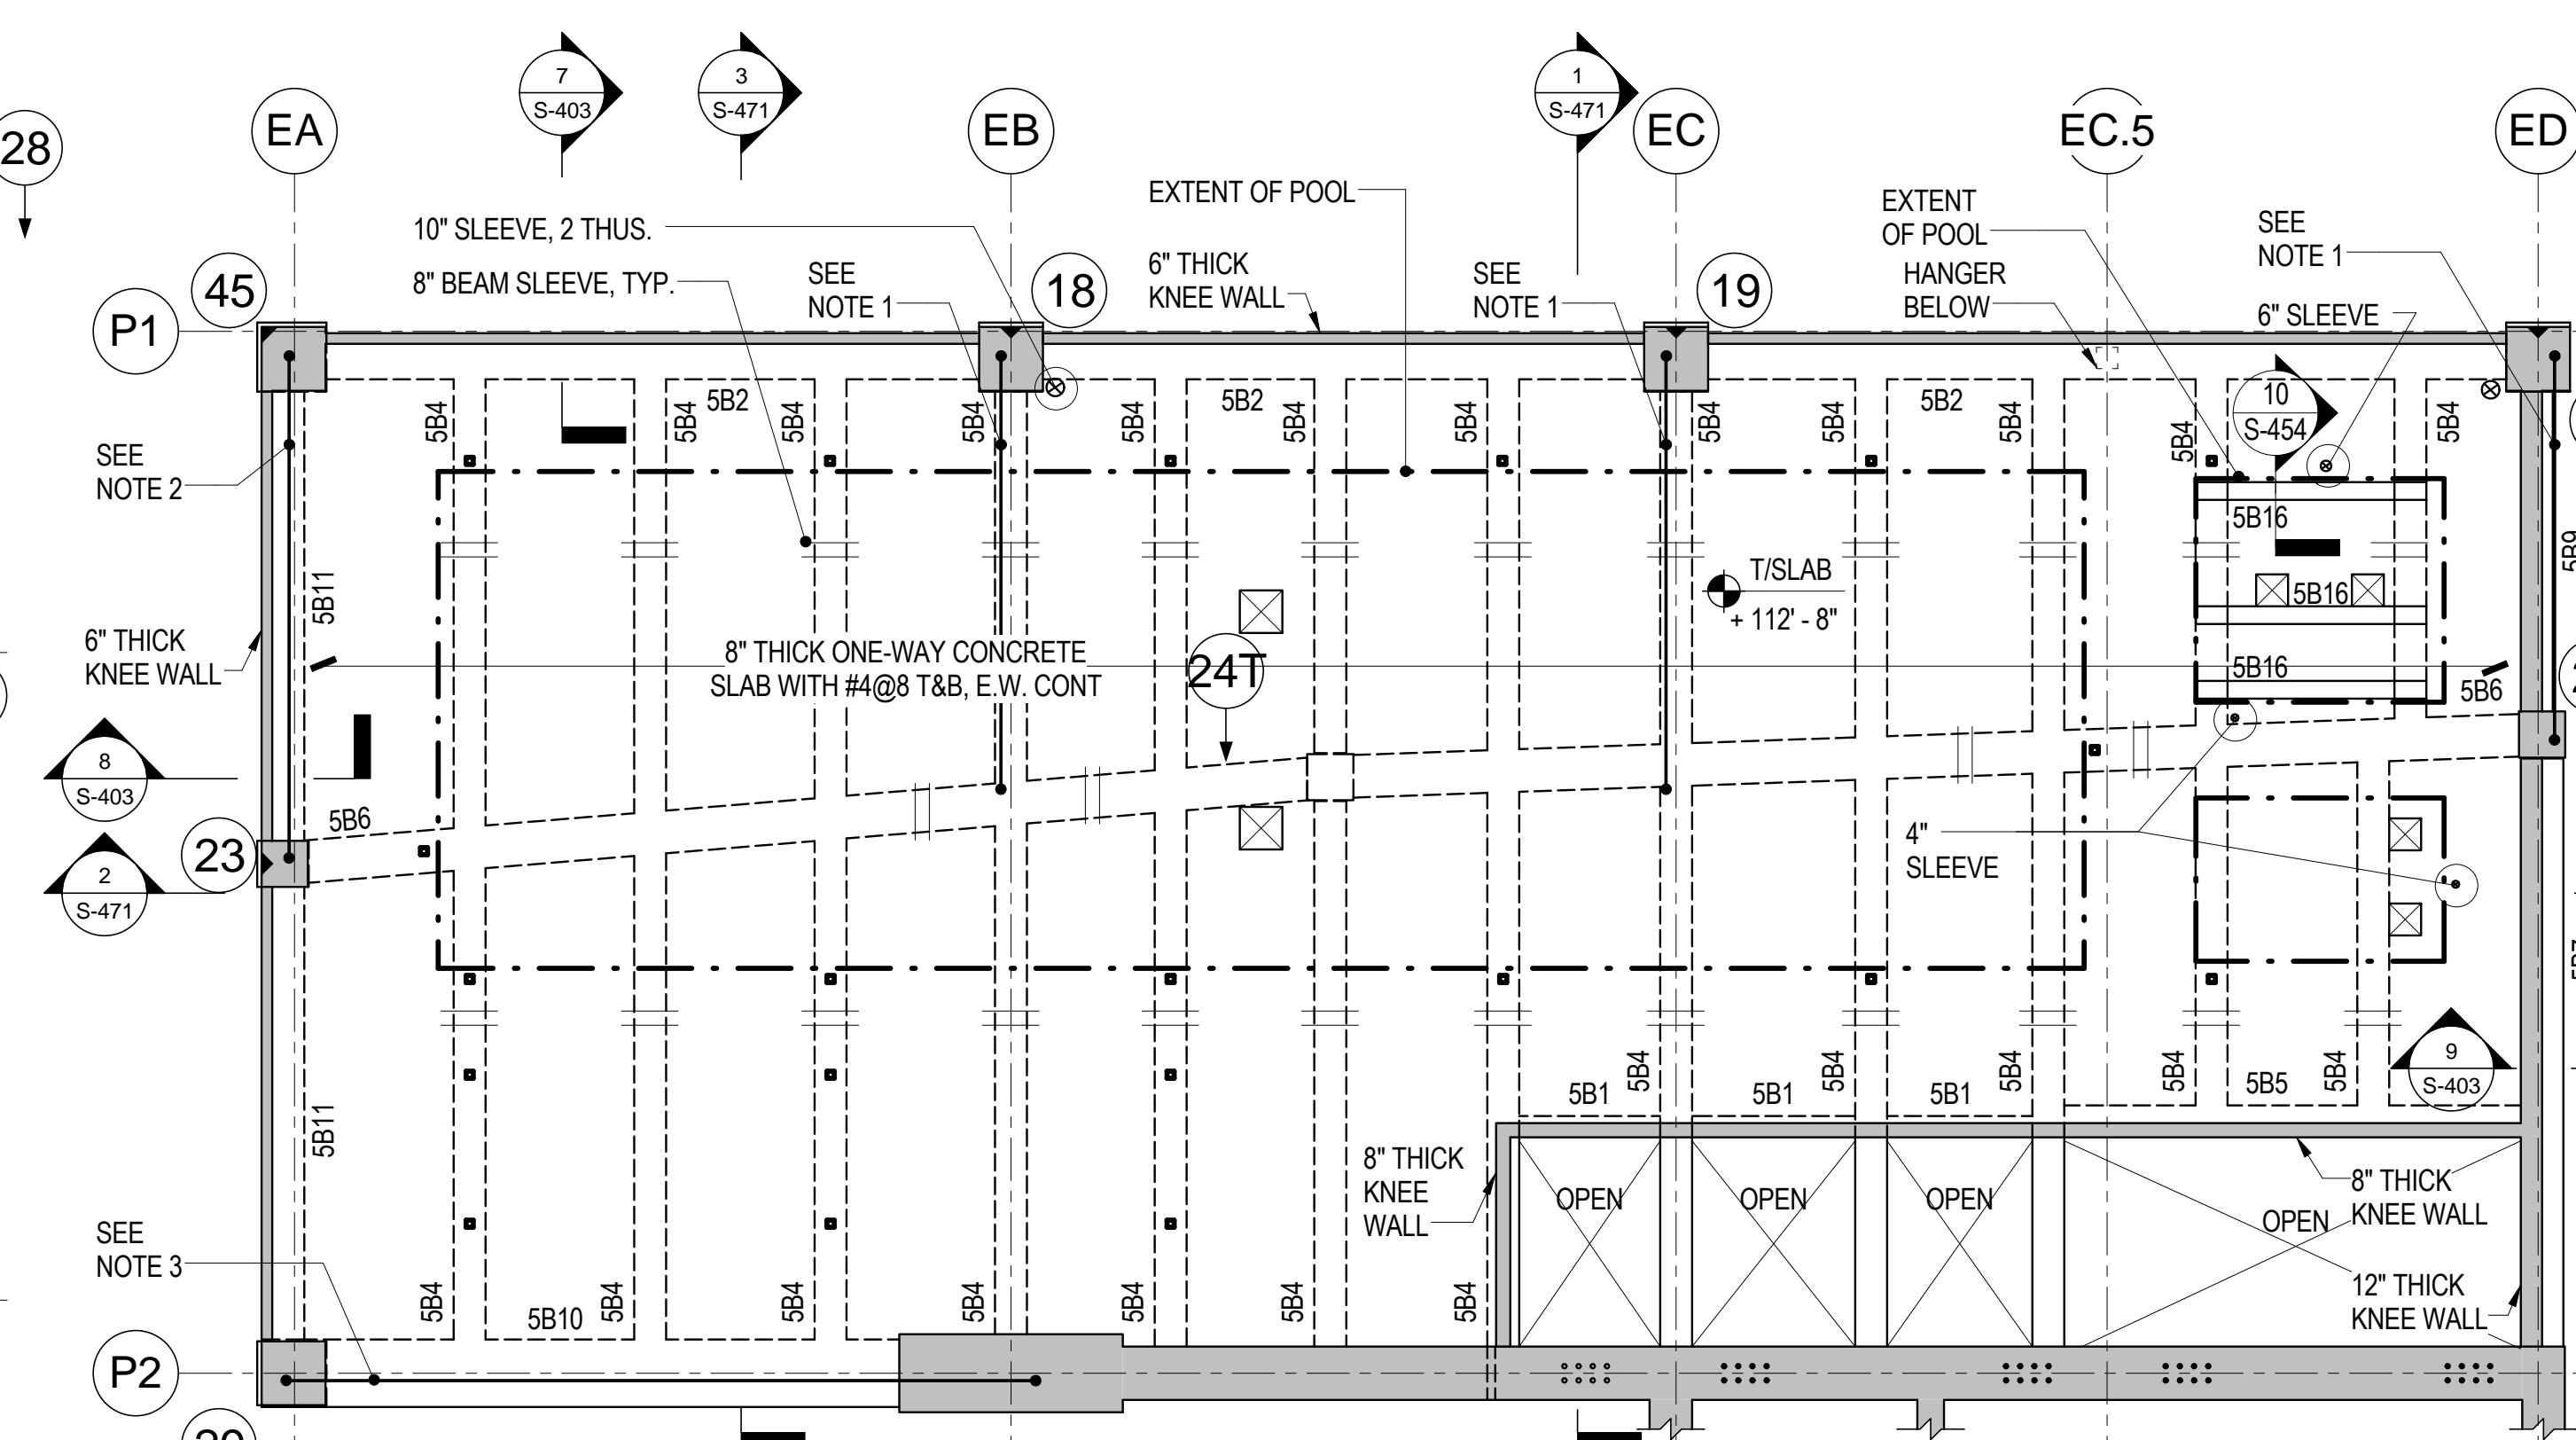 7
S-403
3
S-471
1
S-471
28
EA
EB
EC
EC.5
ED
EXTENT OF POOL
EXTENT
OF POOL
10" SLEEVE, 2 THUS.
8" BEAM SLEEVE, TYP.
SEE
NOTE 1
6" THICK
KNEE WALL
SEE
NOTE 1
HANGER
BELOW
SEE
NOTE 1
6" SLEEVE
45
18
19
P1
5B4
5B2
5B4
5B4
5B4
5B4
5B2
5B4
5B4
5B4
5B4
5B2
5B4
5B4
10
S-454
5B4
SEE
NOTE 2
5B16
5B9
5B11
T/SLAB
+ 112' - 8"
5B16
6" THICK
KNEE WALL
8" THICK ONE-WAY CONCRETE
SLAB WITH #4@8 T&B, E.W. CONT
24T
5B16
5B6
8
S-403
5B6
23
2
S-471
4"
SLEEVE
9
S-403
5B4
5B4
5B4
5B4
5B5
5B4
5B1
5B1
5B1
5B11
8" THICK
KNEE
WALL
OPEN
OPEN
OPEN
OPEN
8" THICK
KNEE WALL
SEE
NOTE 3
12" THICK
KNEE WALL
5B4
5B10
5B4
5B4
5B4
5B4
5B4
5B4
P2